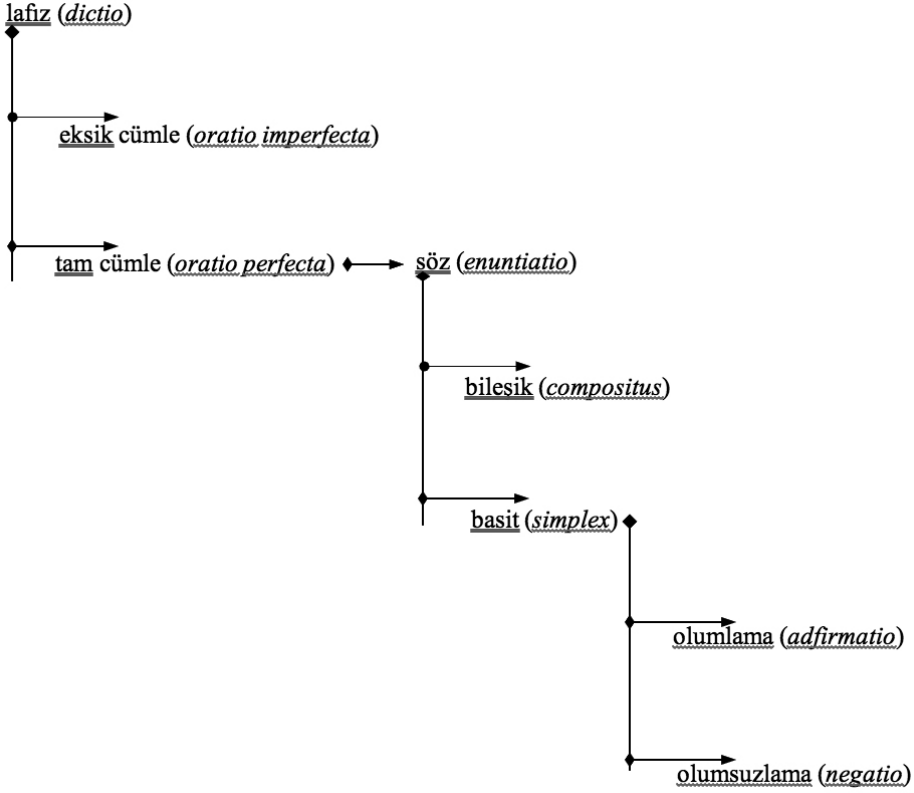 lafız (dictio)
eksik cümle (oratio imperfecta)
tam cümle (oratio perfecta) söz (enuntiatio)
bileşik (compositus)
basit (simplex)
olumlama (adfirmatio)
olumsuzlama (negatio)